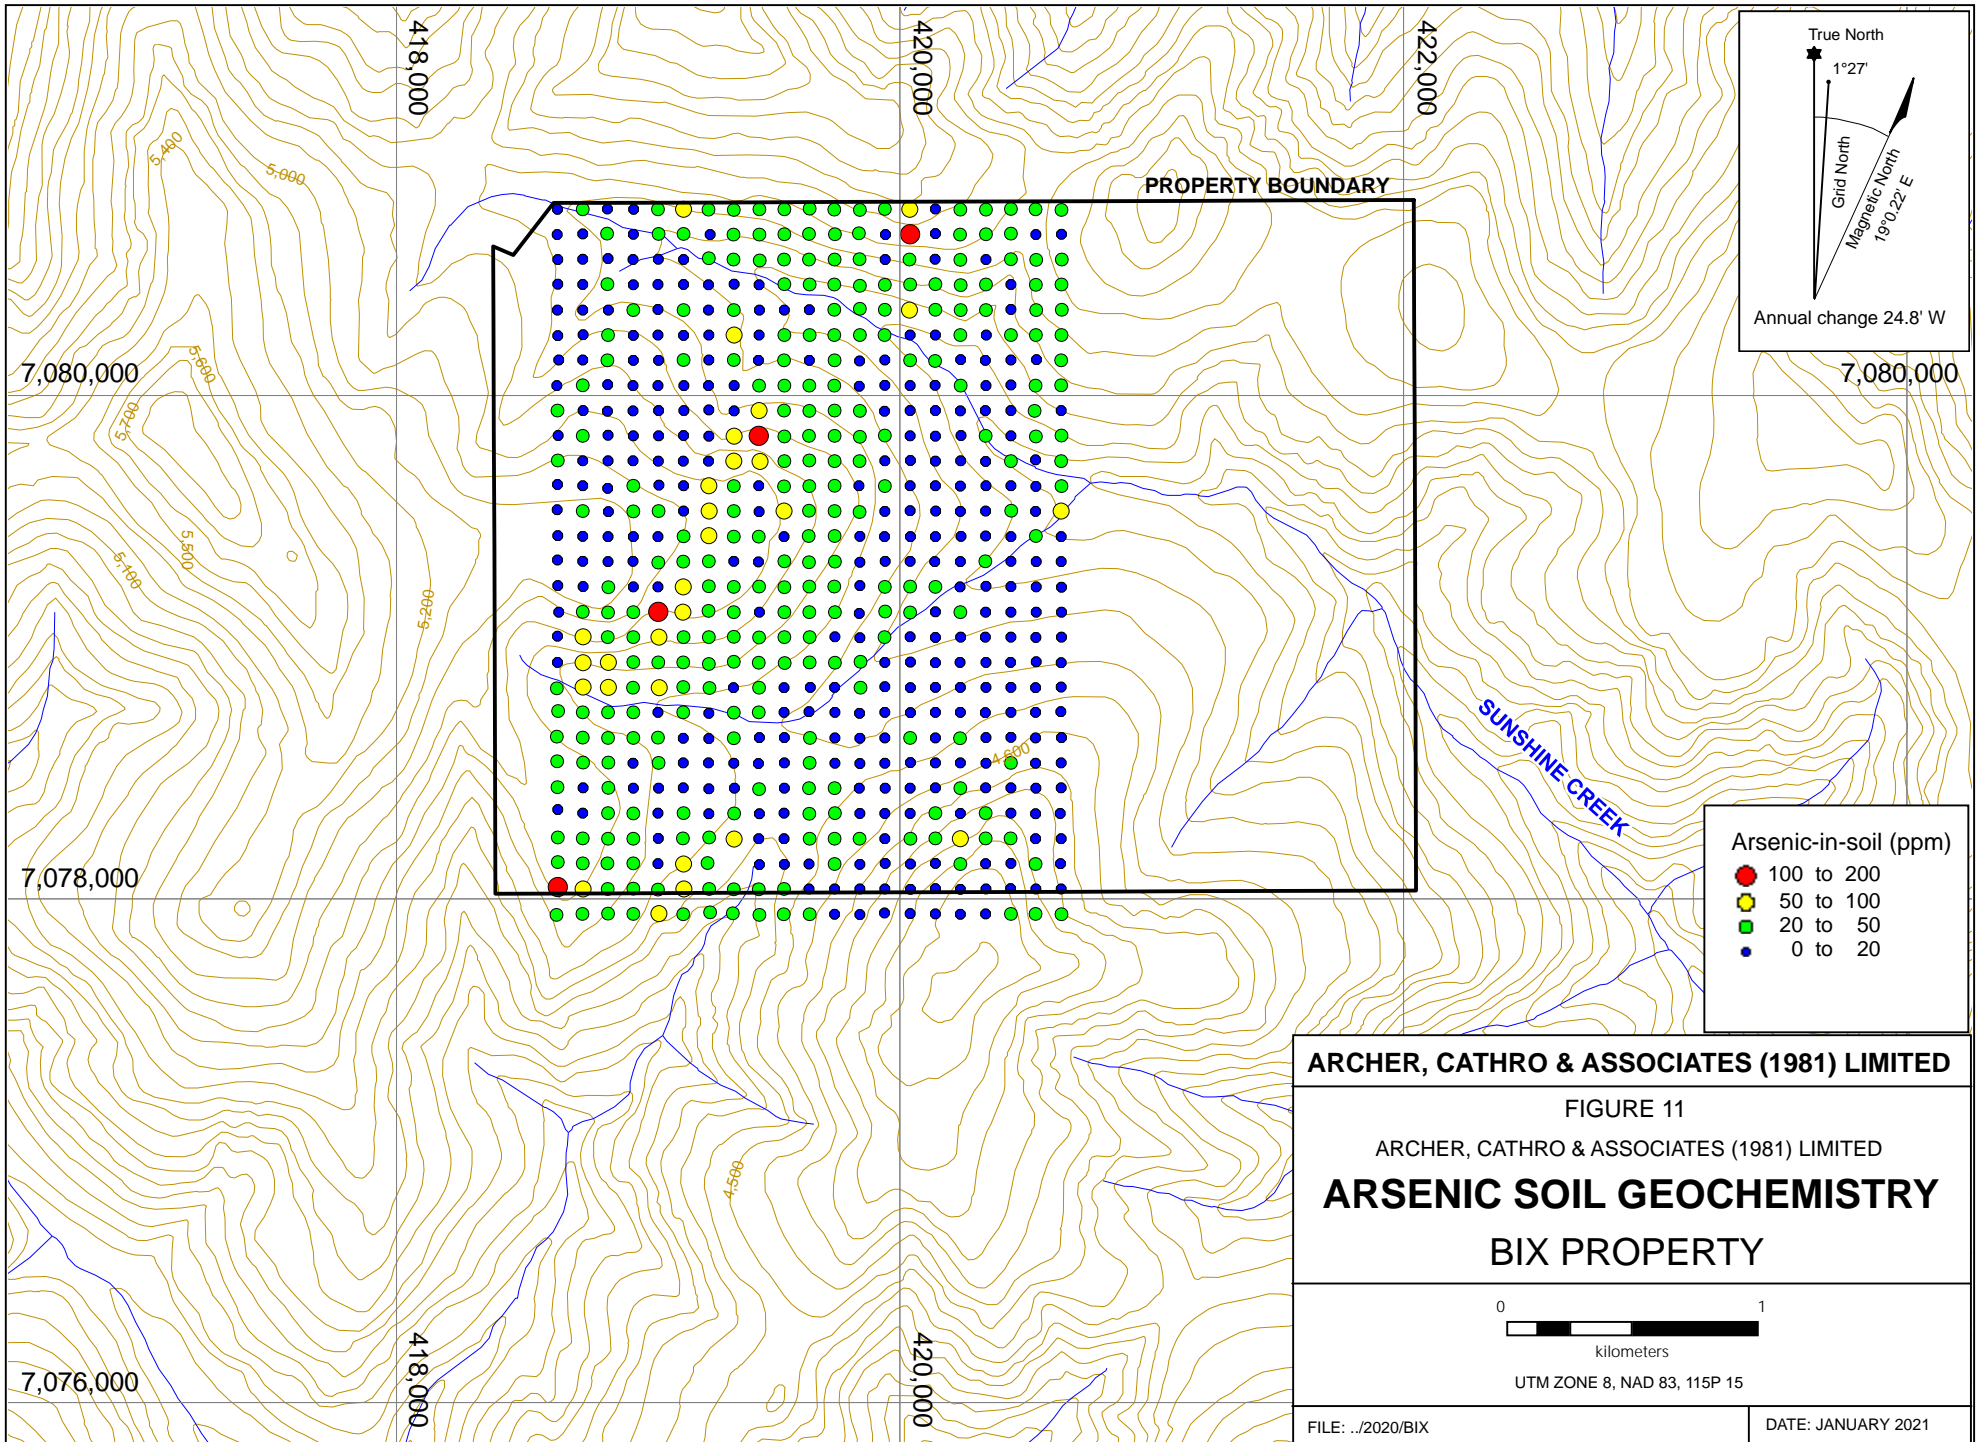 418,000
420,000
422,000
True North
1°27'
Grid North
Magnetic North
19°0.22' E
Annual change 24.8' W
5,400
5,000
PROPERTY BOUNDARY
5,600
7,080,000
7,080,000
5,700
5,500
5,100
5,200
SUNSHINE CREEK
4,600
Arsenic-in-soil (ppm)
100 to 200
50 to 100
20 to 50
0 to 20
7,078,000
4,500
ARCHER, CATHRO & ASSOCIATES (1981) LIMITED
FIGURE 11
ARCHER, CATHRO & ASSOCIATES (1981) LIMITED
ARSENIC SOIL GEOCHEMISTRY
BIX PROPERTY
0 1
kilometers
UTM ZONE 8, NAD 83, 115P 15
7,076,000
418,000
420,000
FILE: ../2020/BIX
DATE: JANUARY 2021